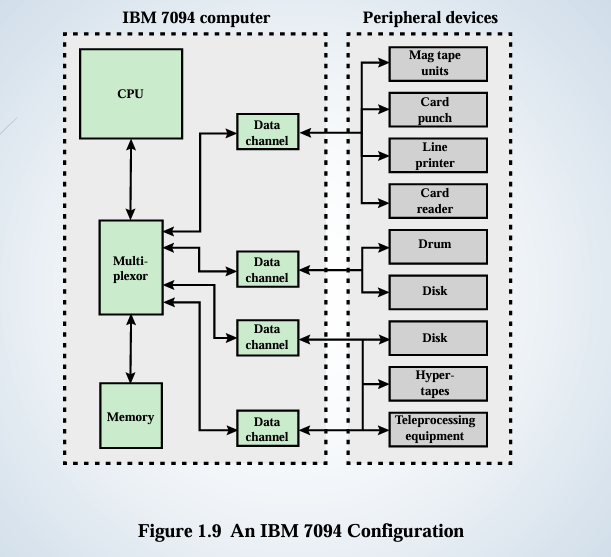 IBM 7094 computer
Peripheral devices
CPU
Multi-
plexor
Memory
Data
channel
Data
channel
Data
channel
Data
channel
Mag tape
units
Card
punch
Line
printer
Card
reader
Drum
Disk
Disk
Hyper-
tapes
Teleprocessing
equipment
Figure 1.9 An IBM 7094 Configuration